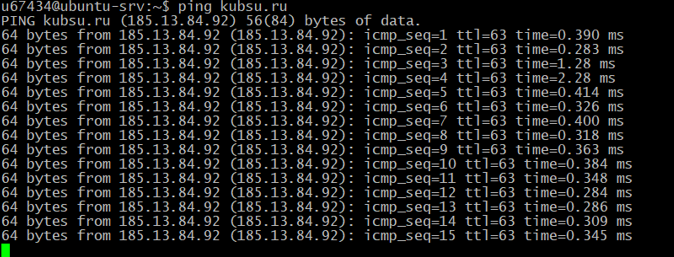 u67434@ubuntu-srv:~$ ping kubsu.ru
PING kubsu.ru (185.13.84.92) 56(84) bytes of data.
64 bytes from 185.13.84.92 (185.13.84.92): icmp_seq=1 ttl=63 time=0.390 ms
64 bytes from 185.13.84.92 (185.13.84.92): icmp_seq=2 ttl=63 time=0.283 ms
64 bytes from 185.13.84.92 (185.13.84.92): icmp_seq=3 ttl=63 time=1.28 ms
64 bytes from 185.13.84.92 (185.13.84.92): icmp_seq=4 ttl=63 time=2.28 ms
64 bytes from 185.13.84.92 (185.13.84.92): icmp_seq=5 ttl=63 time=0.414 ms
64 bytes from 185.13.84.92 (185.13.84.92): icmp_seq=6 ttl=63 time=0.326 ms
64 bytes from 185.13.84.92 (185.13.84.92): icmp_seq=7 ttl=63 time=0.400 ms
64 bytes from 185.13.84.92 (185.13.84.92): icmp_seq=8 ttl=63 time=0.318 ms
64 bytes from 185.13.84.92 (185.13.84.92): icmp_seq=9 ttl=63 time=0.363 ms
64 bytes from 185.13.84.92 (185.13.84.92): icmp_seq=10 ttl=63 time=0.384 ms
64 bytes from 185.13.84.92 (185.13.84.92): icmp_seq=11 ttl=63 time=0.348 ms
64 bytes from 185.13.84.92 (185.13.84.92): icmp_seq=12 ttl=63 time=0.284 ms
64 bytes from 185.13.84.92 (185.13.84.92): icmp_seq=13 ttl=63 time=0.286 ms
64 bytes from 185.13.84.92 (185.13.84.92): icmp_seq=14 ttl=63 time=0.309 ms
64 bytes from 185.13.84.92 (185.13.84.92): icmp_seq=15 ttl=63 time=0.345 ms